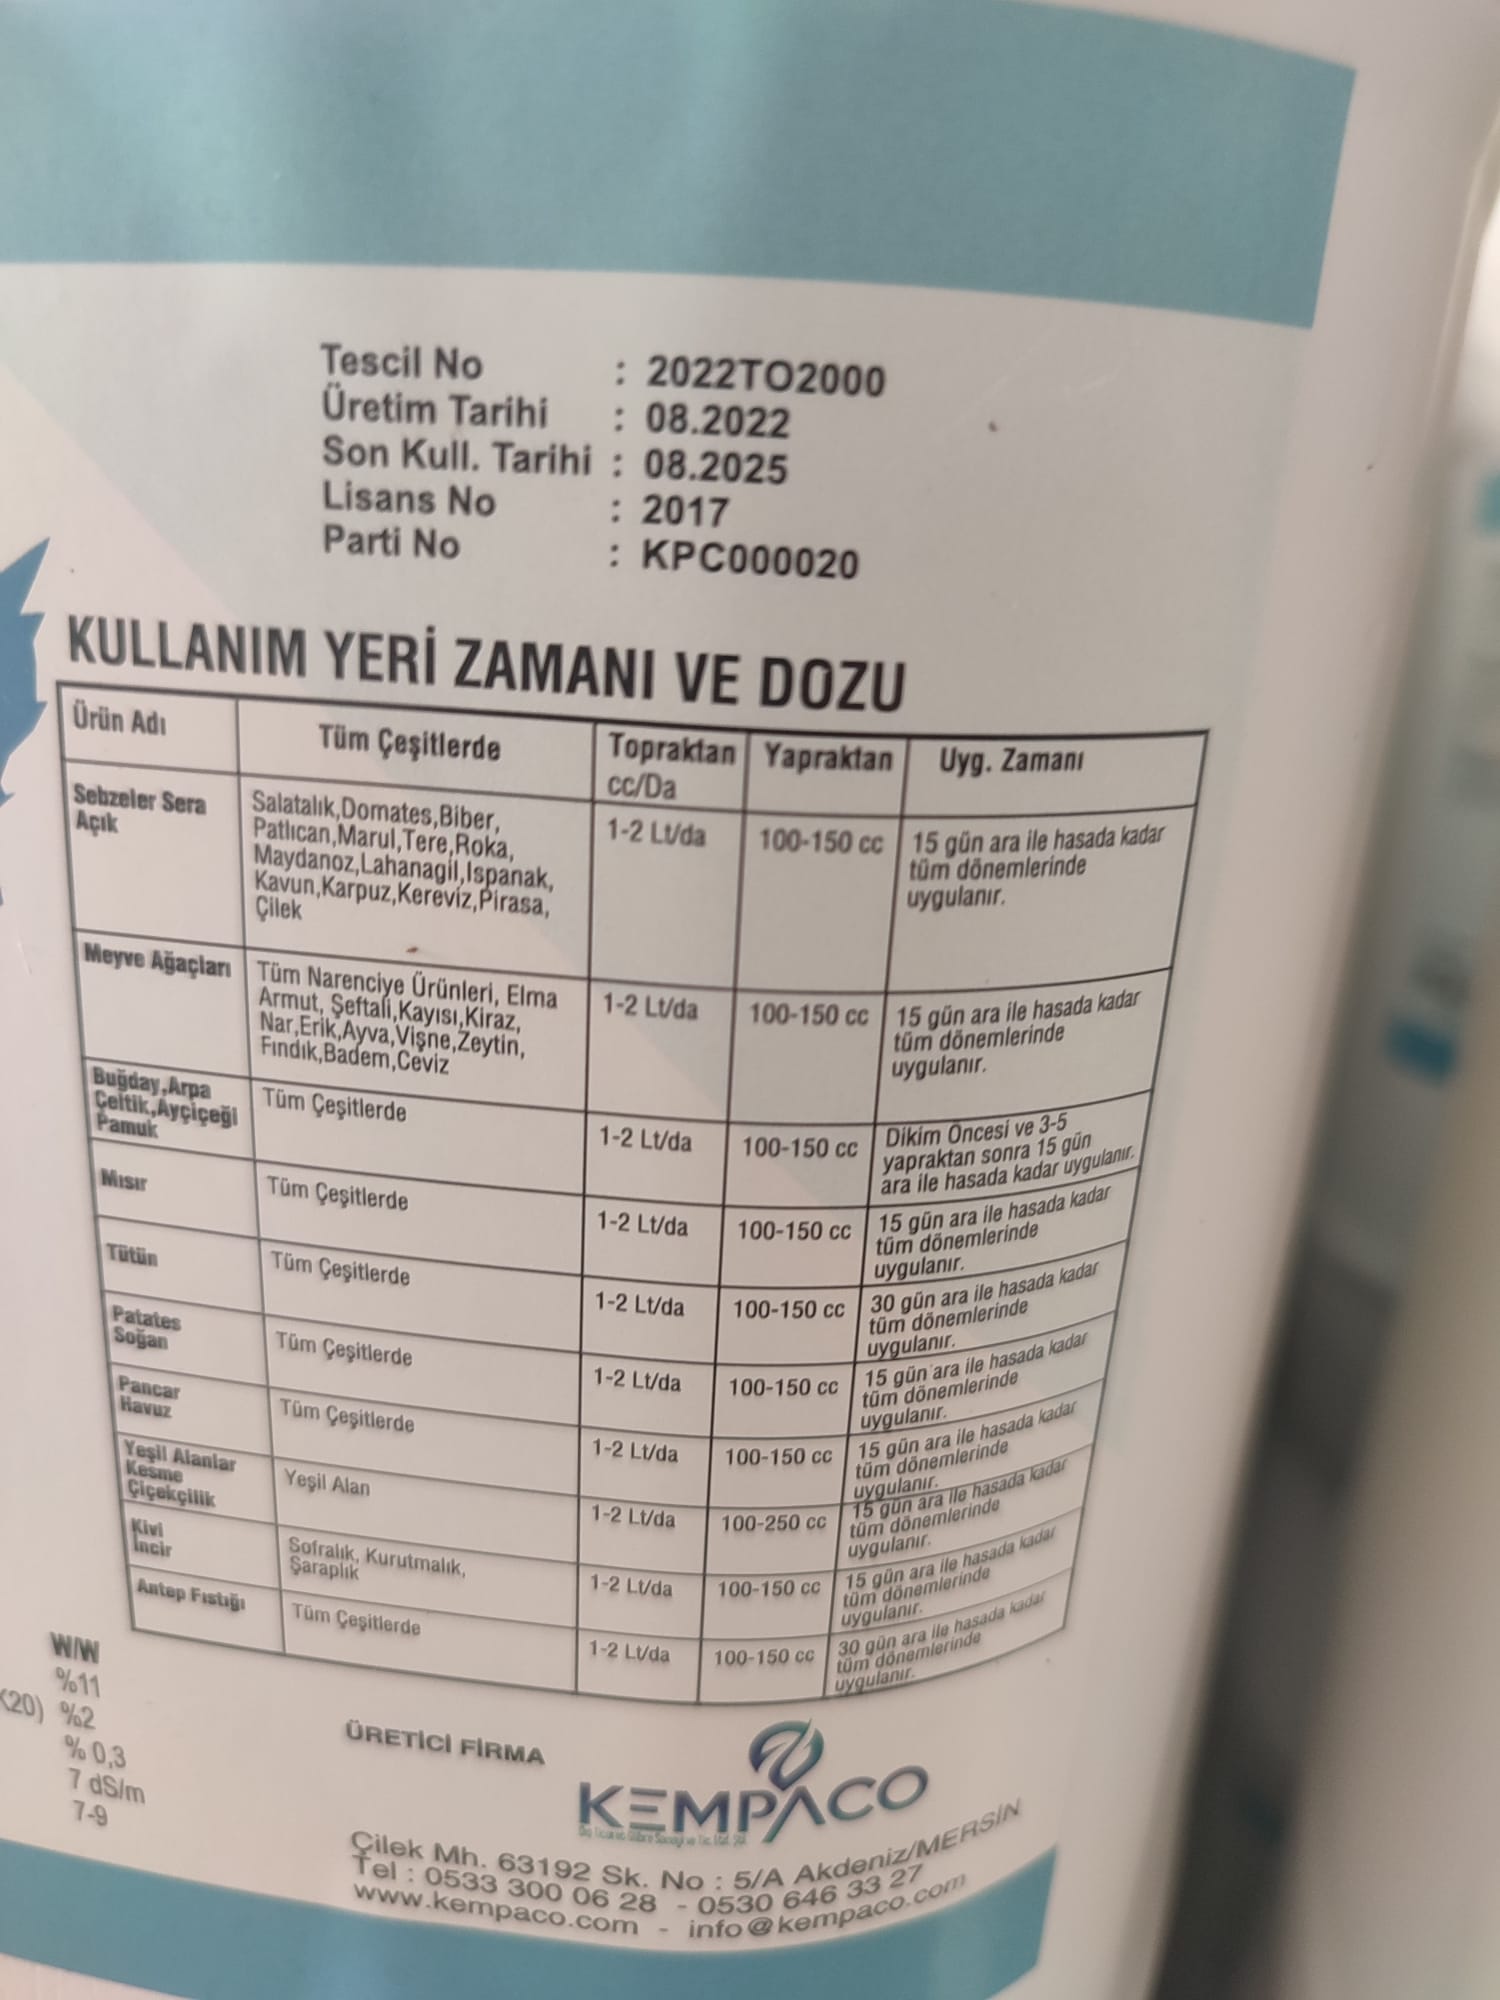 Tescil No : 2022TO2000
Üretim Tarihi : 08.2022
Son Kull. Tarihi : 08.2025
Lisans No : 2017
Parti No : KPC000020
KULLANIM YERİ ZAMANI VE DOZU
Ürün Adı Tüm Çeşitlerde Topraktan Yapraktan Uyg. Zamanı
cc/Da
Sebzeler Sera Salatalık,Domates,Biber, 1-2 Lt/da 100-150 cc 15 gün ara ile hasada kadar
Açık Patlıcan,Marul,Tere,Roka, tüm dönemlerinde
Maydanoz,Lahanagil,Ispanak, uygulanır.
Kavun,Karpuz,Kereviz,Pirasa,
Çilek
Meyve Ağaçları Tüm Narenciye Ürünleri, Elma 1-2 Lt/da 100-150 cc 15 gün ara ile hasada kadar
Armut, Şeftali,Kayısı,Kiraz, tüm dönemlerinde
Nar,Erik,Ayva,Vişne,Zeytin, uygulanır.
Fındık,Badem,Ceviz
Buğday,Arpa Tüm Çeşitlerde 1-2 Lt/da 100-150 cc Dikim Öncesi ve 3-5
Çeltik,Ayçiçeği yapraktan sonra 15 gün
Pamuk ara ile hasada kadar uygulanır.
Mısır Tüm Çeşitlerde 1-2 Lt/da 100-150 cc 15 gün ara ile hasada kadar
tüm dönemlerinde
uygulanır.
Tütün Tüm Çeşitlerde 1-2 Lt/da 100-150 cc 30 gün ara ile hasada kadar
tüm dönemlerinde
uygulanır.
Patates Tüm Çeşitlerde 1-2 Lt/da 100-150 cc 15 gün ara ile hasada kadar
Soğan tüm dönemlerinde
uygulanır.
Pancar Tüm Çeşitlerde 1-2 Lt/da 100-150 cc 15 gün ara ile hasada kadar
Havuz tüm dönemlerinde
uygulanır.
Yeşil Alanlar Yeşil Alan 1-2 Lt/da 100-250 cc 15 gün ara ile hasada kadar
Kesme tüm dönemlerinde
Çiçekçilik uygulanır.
Kivi Sofralık, Kurutmalık, 1-2 Lt/da 100-150 cc 15 gün ara ile hasada kadar
İncir Şaraplık tüm dönemlerinde
uygulanır.
Antep Fıstığı Tüm Çeşitlerde 1-2 Lt/da 100-150 cc 30 gün ara ile hasada kadar
tüm dönemlerinde
uygulanır.
W/W
%11
20) %2
% 0,3
7 dS/m
7-9
ÜRETİCİ FİRMA
KEMPACO
Çilek Mh. 63192 Sk. No : 5/A Akdeniz/MERSİN
Tel : 0533 300 06 28 - 0530 646 33 27
www.kempaco.com - info@kempaco.com